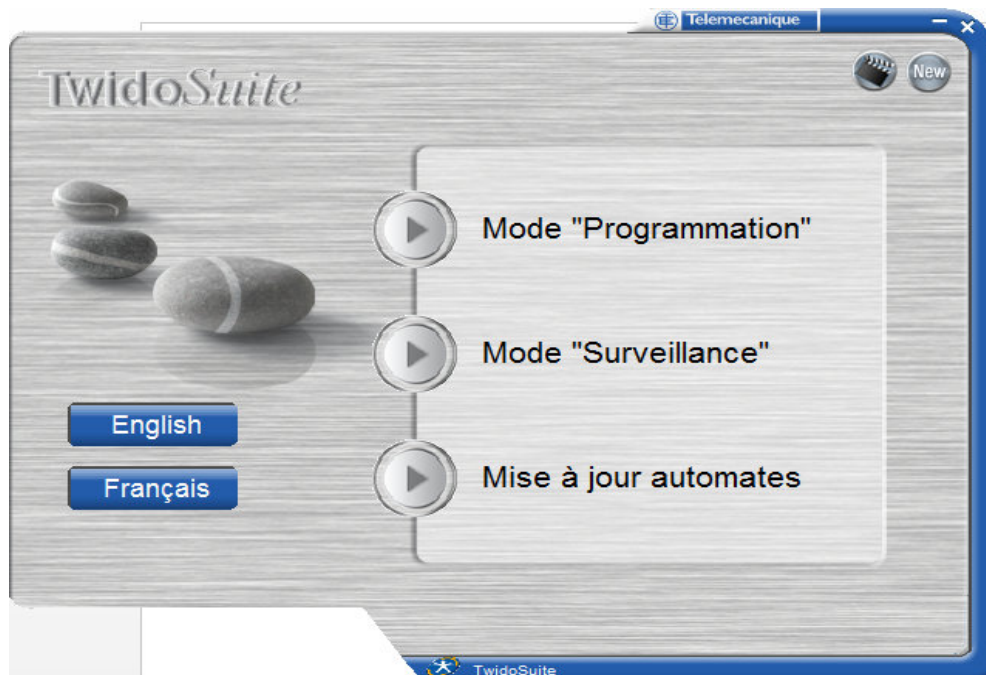 Telemecanique
TwidoSuite
New
Mode "Programmation"
Mode "Surveillance"
English
Mise à jour automates
Français
TwidoSuite